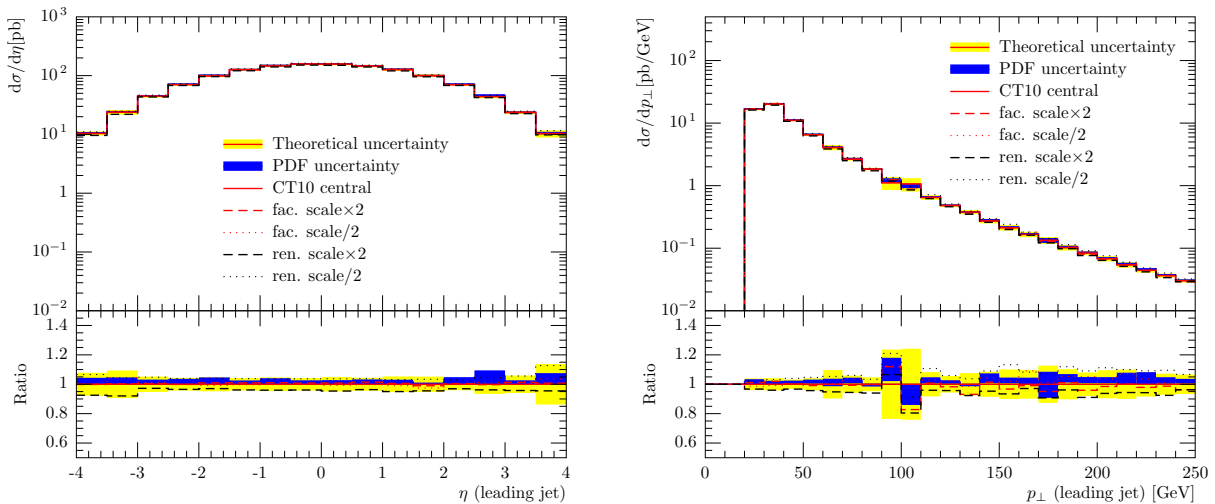 dσ/dη[pb]
10³
10²
10¹
1
10⁻¹
10⁻²
Theoretical uncertainty
PDF uncertainty
CT10 central
fac. scale×2
fac. scale/2
ren. scale×2
ren. scale/2
Ratio
1.4
1.2
1
0.8
0.6
-4 -3 -2 -1 0 1 2 3 4
η (leading jet)
dσ/dp⊥[pb/GeV]
10²
10¹
1
10⁻¹
10⁻²
Theoretical uncertainty
PDF uncertainty
CT10 central
fac. scale×2
fac. scale/2
ren. scale×2
ren. scale/2
Ratio
1.4
1.2
1
0.8
0.6
0 50 100 150 200 250
p⊥ (leading jet) [GeV]